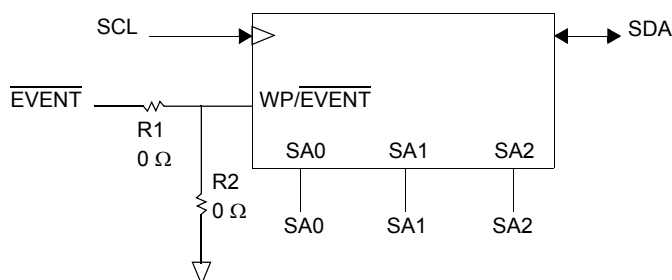 SCL
SDA
EVENT
WP/EVENT
R1
0 Ω
SA0 SA1 SA2
R2
0 Ω
SA0 SA1 SA2